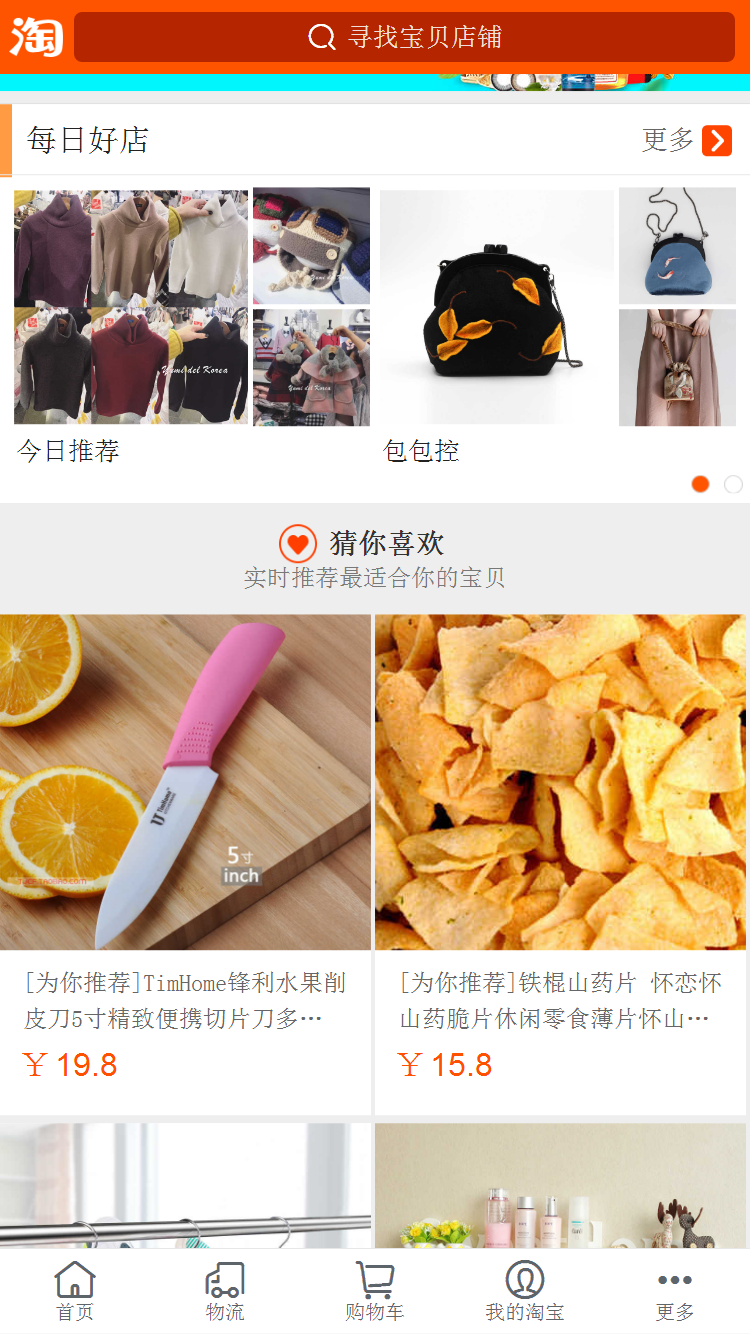 淘
寻找宝贝店铺
每日好店
更多
Yumi del Korea
Yumi del Korea
今日推荐
包包控
猜你喜欢
实时推荐最适合你的宝贝
TimHome
5寸
inch
[为你推荐]TimHome锋利水果削
皮刀5寸精致便携切片刀多…
¥ 19.8
[为你推荐]铁棍山药片 怀恋怀
山药脆片休闲零食薄片怀山…
¥ 15.8
首页
物流
购物车
我的淘宝
更多